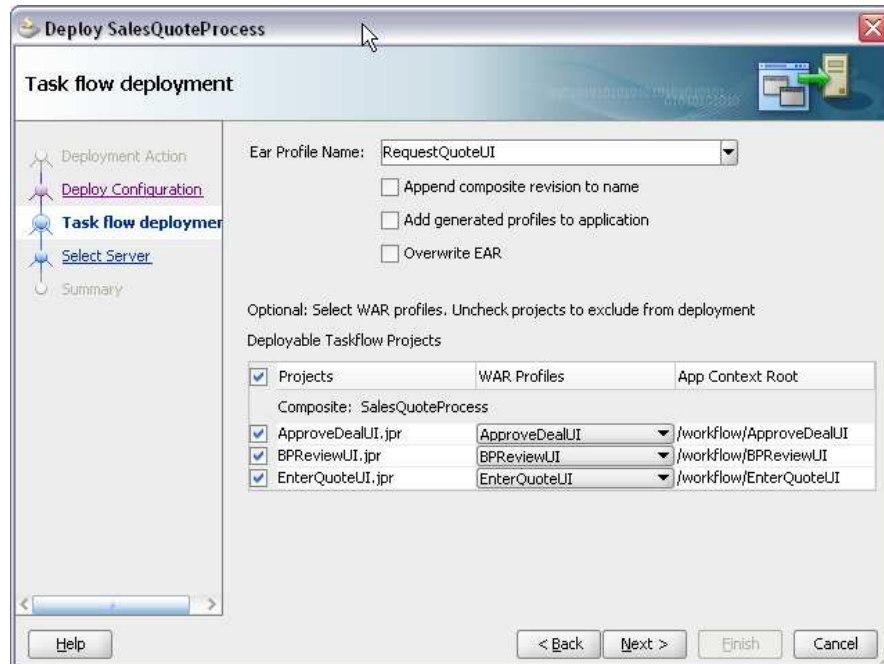 Deploy SalesQuoteProcess
Task flow deployment
Deployment Action
Deploy Configuration
Task flow deploymer
Select Server
Summary
Ear Profile Name: RequestQuoteUI
Append composite revision to name
Add generated profiles to application
Overwrite EAR
Optional: Select WAR profiles. Uncheck projects to exclude from deployment
Deployable Taskflow Projects
Projects WAR Profiles App Context Root
Composite: SalesQuoteProcess
ApproveDealUI.jpr ApproveDealUI /workflow/ApproveDealUI
BPReviewUI.jpr BPReviewUI /workflow/BPReviewUI
EnterQuoteUI.jpr EnterQuoteUI /workflow/EnterQuoteUI
Help < Back Next > Finish Cancel